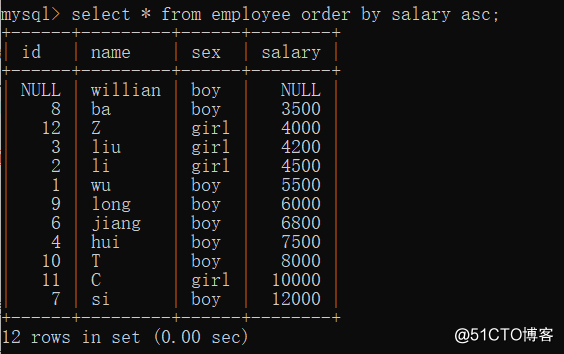 mysql> select * from employee order by salary asc;
+------+---------+------+--------+
| id   | name    | sex  | salary |
+------+---------+------+--------+
| NULL | willian | boy  |   NULL |
|    8 | ba      | boy  |   3500 |
|   12 | Z       | girl |   4000 |
|    3 | liu     | girl |   4200 |
|    2 | li      | girl |   4500 |
|    1 | wu      | boy  |   5500 |
|    9 | long    | boy  |   6000 |
|    6 | jiang   | boy  |   6800 |
|    4 | hui     | boy  |   7500 |
|   10 | T       | boy  |   8000 |
|   11 | C       | girl |  10000 |
|    7 | si      | boy  |  12000 |
+------+---------+------+--------+
12 rows in set (0.00 sec)
@51CTO博客